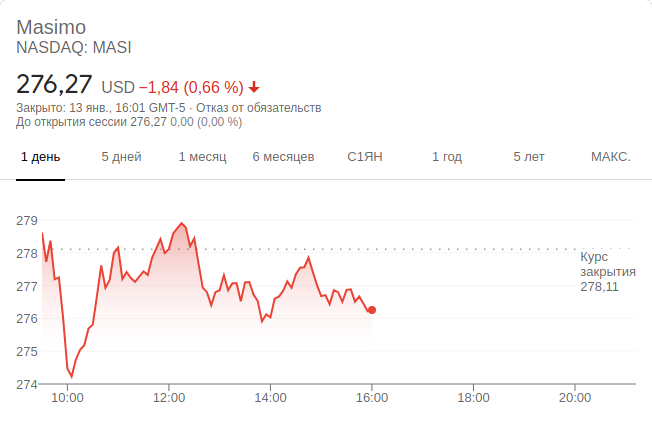 Masimo
NASDAQ: MASI
276,27 USD −1,84 (0,66 %)
Закрыто: 13 янв., 16:01 GMT-5 · Отказ от обязательств
До открытия сессии 276,27 0,00 (0,00 %)
1 день 5 дней 1 месяц 6 месяцев С1ЯН 1 год 5 лет МАКС.
279
278
277
276
275
274
Курс
закрытия
278,11
10:00 12:00 14:00 16:00 18:00 20:00